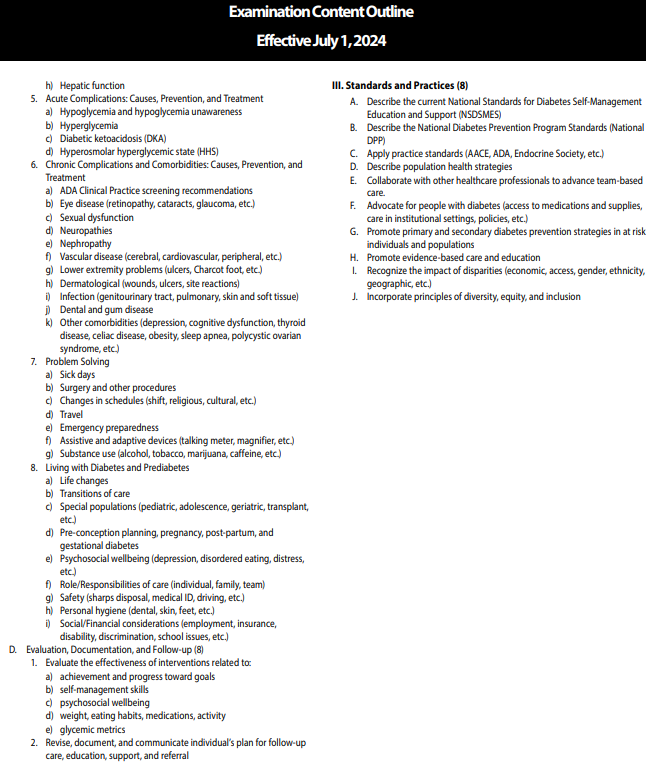 Examination Content Outline
Effective July 1, 2024
h) Hepatic function
5. Acute Complications: Causes, Prevention, and Treatment
a) Hypoglycemia and hypoglycemia unawareness
b) Hyperglycemia
c) Diabetic ketoacidosis (DKA)
d) Hyperosmolar hyperglycemic state (HHS)
6. Chronic Complications and Comorbidities: Causes, Prevention, and
Treatment
a) ADA Clinical Practice screening recommendations
b) Eye disease (retinopathy, cataracts, glaucoma, etc.)
c) Sexual dysfunction
d) Neuropathies
e) Nephropathy
f) Vascular disease (cerebral, cardiovascular, peripheral, etc.)
g) Lower extremity problems (ulcers, Charcot foot, etc.)
h) Dermatological (wounds, ulcers, site reactions)
i) Infection (genitourinary tract, pulmonary, skin and soft tissue)
j) Dental and gum disease
k) Other comorbidities (depression, cognitive dysfunction, thyroid
disease, celiac disease, obesity, sleep apnea, polycystic ovarian
syndrome, etc.)
7. Problem Solving
a) Sick days
b) Surgery and other procedures
c) Changes in schedules (shift, religious, cultural, etc.)
d) Travel
e) Emergency preparedness
f) Assistive and adaptive devices (talking meter, magnifier, etc.)
g) Substance use (alcohol, tobacco, marijuana, caffeine, etc.)
8. Living with Diabetes and Prediabetes
a) Life changes
b) Transitions of care
c) Special populations (pediatric, adolescence, geriatric, transplant,
etc.)
d) Pre-conception planning, pregnancy, post-partum, and
gestational diabetes
e) Psychosocial wellbeing (depression, disordered eating, distress,
etc.)
f) Role/Responsibilities of care (individual, family, team)
g) Safety (sharps disposal, medical ID, driving, etc.)
h) Personal hygiene (dental, skin, feet, etc.)
i) Social/Financial considerations (employment, insurance,
disability, discrimination, school issues, etc.)
D. Evaluation, Documentation, and Follow-up (8)
1. Evaluate the effectiveness of interventions related to:
a) achievement and progress toward goals
b) self-management skills
c) psychosocial wellbeing
d) weight, eating habits, medications, activity
e) glycemic metrics
2. Revise, document, and communicate individual's plan for follow-up
care, education, support, and referral
III. Standards and Practices (8)
A. Describe the current National Standards for Diabetes Self-Management
Education and Support (NSDSMES)
B. Describe the National Diabetes Prevention Program Standards (National
DPP)
C. Apply practice standards (AACE, ADA, Endocrine Society, etc.)
D. Describe population health strategies
E. Collaborate with other healthcare professionals to advance team-based
care.
F. Advocate for people with diabetes (access to medications and supplies,
care in institutional settings, policies, etc.)
G. Promote primary and secondary diabetes prevention strategies in at risk
individuals and populations
H. Promote evidence-based care and education
I. Recognize the impact of disparities (economic, access, gender, ethnicity,
geographic, etc.)
J. Incorporate principles of diversity, equity, and inclusion